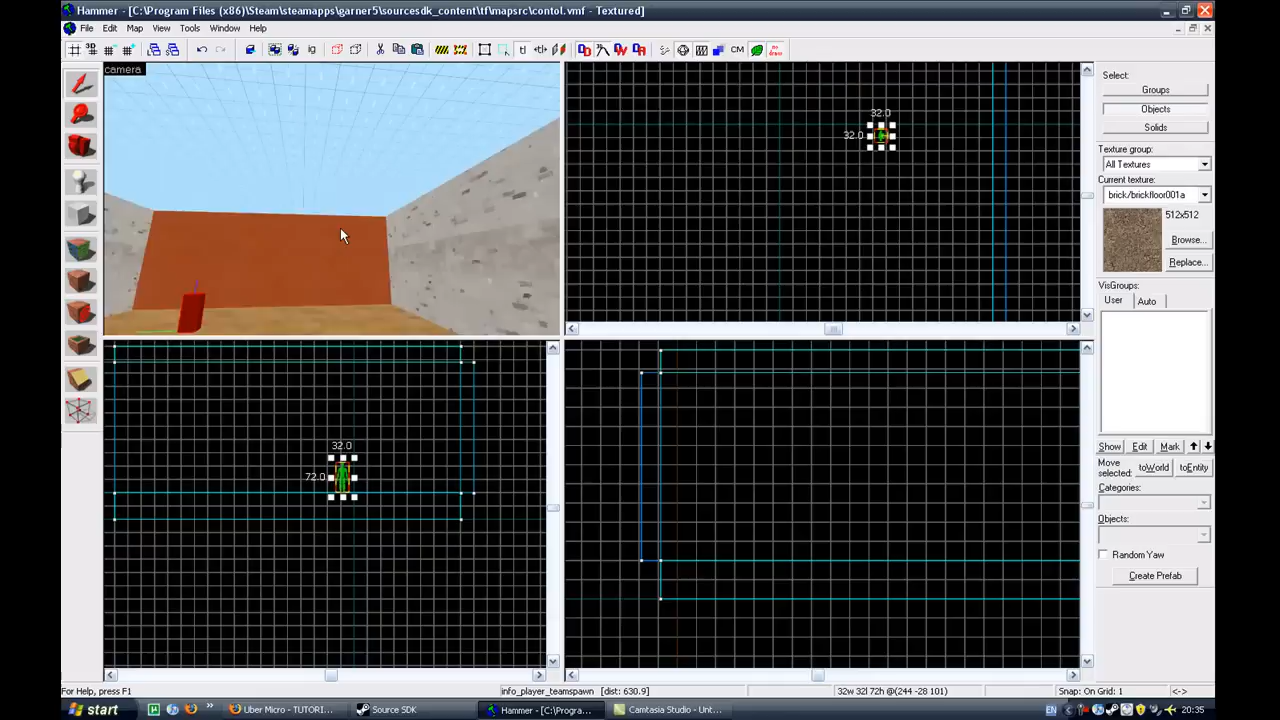 Hammer - [C:\Program Files (x86)\Steam\steamapps\garner5\sourcesdk_content\tf\mapsrc\contol.vmf - Textured]
File Edit Map View Tools Window Help
camera
32.0
32.0
32.0
72.0
Select:
Groups
Objects
Solids
Texture group:
All Textures
Current texture:
brick/brickfloor001a
512x512
Browse...
Replace...
VisGroups:
User Auto
Show Edit Mark
Move selected:
toWorld toEntity
Categories:
Objects:
Random Yaw
Create Prefab
For Help, press F1
info_player_teamspawn [dist: 630.9]
32w 32l 72h @(244 -28 101)
Snap: On Grid: 1
<->
start
Uber Micro - TUTORI...
Source SDK
Hammer - [C:\Progra...
Camtasia Studio - Unt...
EN
20:35